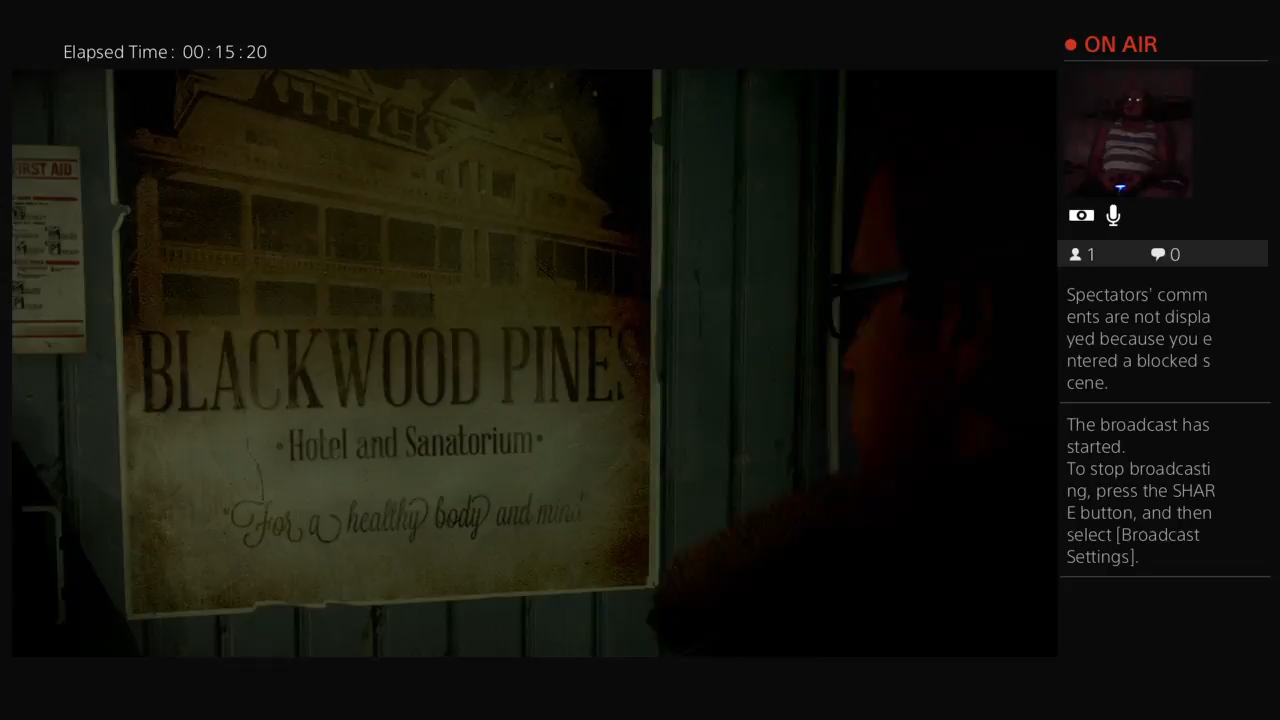 Elapsed Time: 00:15:20
ON AIR
FIRST AID
BLACKWOOD PINES
•Hotel and Sanatorium•
"For a healthy body and mind"
1 0
Spectators' comm
ents are not displa
yed because you e
ntered a blocked s
cene.
The broadcast has
started.
To stop broadcasti
ng, press the SHAR
E button, and then
select [Broadcast
Settings].